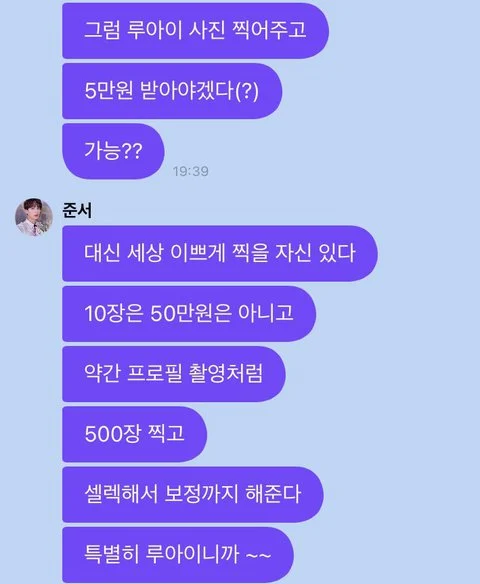 그럼 루아이 사진 찍어주고
5만원 받아야겠다(?)
가능??
19:39
준서
대신 세상 이쁘게 찍을 자신 있다
10장은 50만원은 아니고
약간 프로필 촬영처럼
500장 찍고
셀렉해서 보정까지 해준다
특별히 루아이니까 ~~